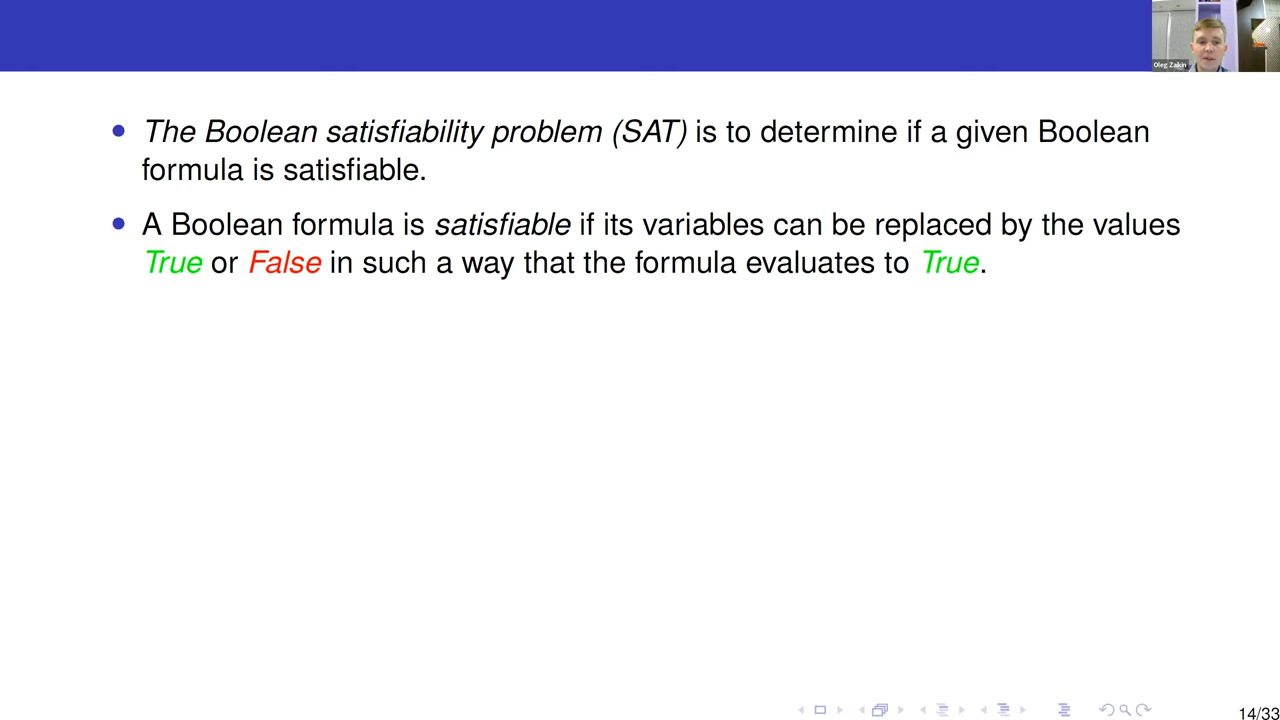 Oleg Zaikin
The Boolean satisfiability problem (SAT) is to determine if a given Boolean
formula is satisfiable.
A Boolean formula is satisfiable if its variables can be replaced by the values
True or False in such a way that the formula evaluates to True.
14/33